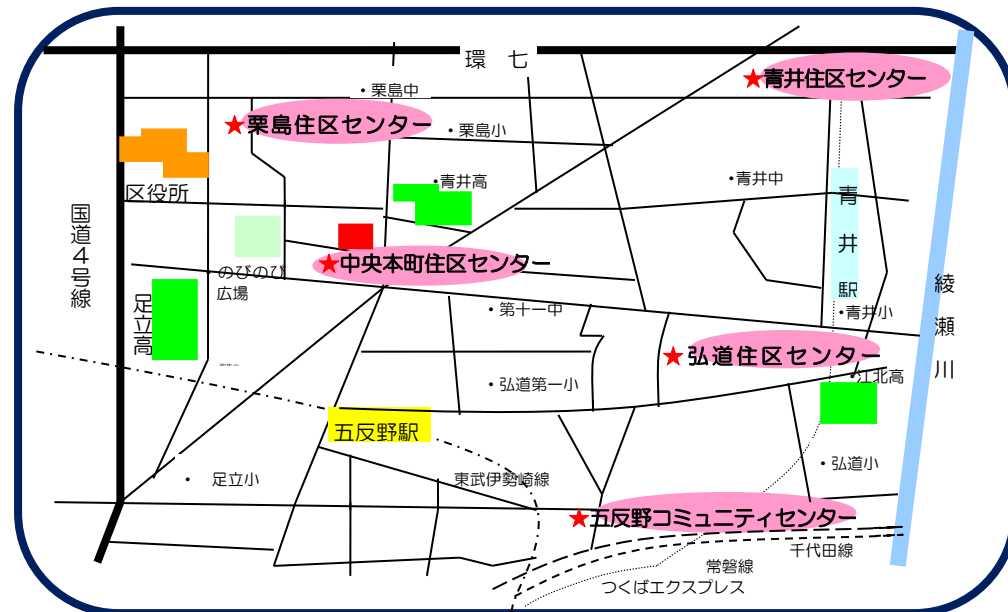 環 七
★青井住区センター
・栗島中
★栗島住区センター
・栗島小
区役所
・青井高
・青井中
青井駅
国道4号線
★中央本町住区センター
のびのび
広場
綾瀬川
足立高
・第十一中
・青井小
★弘道住区センター
・江北高
・弘道第一小
五反野駅
・弘道小
・足立小
東武伊勢崎線
★五反野コミュニティセンター
千代田線
常磐線
つくばエクスプレス